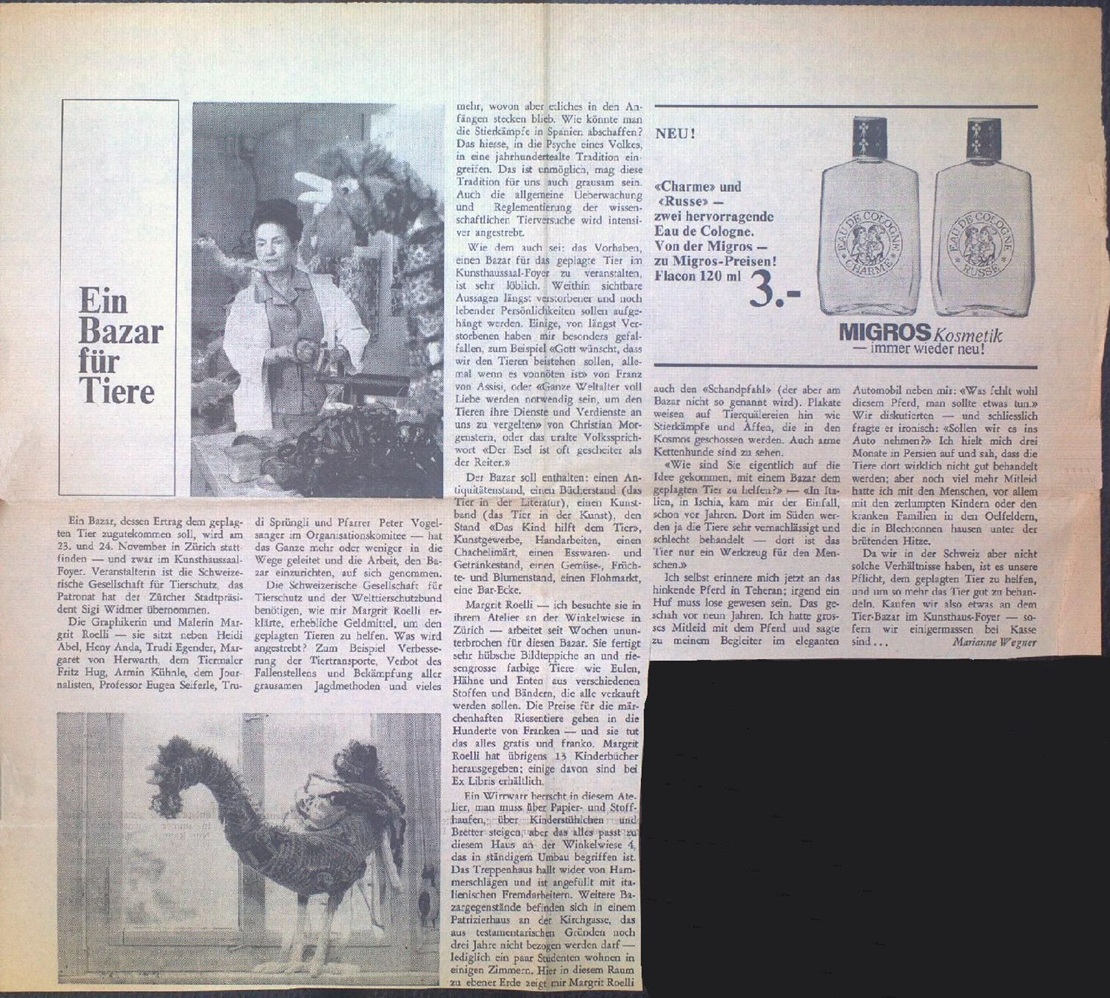 Ein
Bazar
für
Tiere
Ein Bazar, dessen Ertrag dem geplag-
ten Tier zugutekommen soll, wird am
23. und 24. November in Zürich statt-
finden — und zwar im Kunsthaussaal-
Foyer. Veranstalterin ist die Schweize-
rische Gesellschaft für Tierschutz, das
Patronat hat der Zürcher Stadtpräsi-
dent Sigi Widmer übernommen.
Die Graphikerin und Malerin Mar-
grit Roelli — sie sitzt neben Heidi
Abel, Heny Anda, Trudi Egender, Mar-
garet von Herwarth, dem Tiermaler
Fritz Hug, Armin Kühnle, dem Jour-
nalisten, Professor Eugen Seiferle, Tru-
di Sprüngli und Pfarrer Peter Vogel-
sanger im Organisationskomitee — hat
das Ganze mehr oder weniger in die
Wege geleitet und die Arbeit, den Ba-
zar einzurichten, auf sich genommen.
Die Schweizerische Gesellschaft für
Tierschutz und der Welttierschutzbund
benötigen, wie mir Margrit Roelli er-
klärte, erhebliche Geldmittel, um den
geplagten Tieren zu helfen. Was wird
angestrebt? Zum Beispiel Verbesse-
rung der Tiertransporte, Verbot des
Fallenstellens und Bekämpfung aller
grausamen Jagdmethoden und vieles
mehr, wovon aber etliches in den An-
fängen stecken blieb. Wie könnte man
die Stierkämpfe in Spanien abschaffen?
Das hiesse, in die Psyche eines Volkes,
in eine jahrhundertealte Tradition ein-
greifen. Das ist unmöglich, mag diese
Tradition für uns auch grausam sein.
Auch die allgemeine Ueberwachung
und Reglementierung der wissen-
schaftlichen Tierversuche wird intensi-
ver angestrebt.
Wie dem auch sei: das Vorhaben,
einen Bazar für das geplagte Tier im
Kunsthaussaal-Foyer zu veranstalten,
ist sehr löblich. Weithin sichtbare
Aussagen längst verstorbener und noch
lebender Persönlichkeiten sollen aufge-
hängt werden. Einige, von längst Ver-
storbenen haben mir besonders gefal-
fallen, zum Beispiel «Gott wünscht, dass
wir den Tieren beistehen sollen, alle-
mal wenn es vonnöten ist» von Franz
von Assisi, oder «Ganze Weltalter voll
Liebe werden notwendig sein, um den
Tieren ihre Dienste und Verdienste an
uns zu vergelten» von Christian Mor-
genstern, oder das uralte Volkssprich-
wort «Der Esel ist oft gescheiter als
der Reiter.»
Der Bazar soll enthalten: einen An-
tiquitätenstand, einen Bücherstand (das
Tier in der Literatur), einen Kunst-
band (das Tier in der Kunst), den
Stand «Das Kind hilft dem Tier»,
Kunstgewerbe, Handarbeiten, einen
Chachelimärt, einen Esswaren- und
Getränkestand, einen Gemüse-, Früch-
te- und Blumenstand, einen Flohmarkt,
eine Bar-Ecke.
Margrit Roelli — ich besuchte sie in
ihrem Atelier an der Winkelwiese in
Zürich — arbeitet seit Wochen unun-
terbrochen für diesen Bazar. Sie fertigt
sehr hübsche Bildteppiche an und rie-
sengrosse farbige Tiere wie Eulen,
Hähne und Enten aus verschiedenen
Stoffen und Bändern, die alle verkauft
werden sollen. Die Preise für die mär-
chenhaften Riesentiere gehen in die
Hunderte von Franken — und sie tut
das alles gratis und franko. Margrit
Roelli hat übrigens 13 Kinderbücher
herausgegeben; einige davon sind bei
Ex Libris erhältlich.
Ein Wirrwarr herrscht in diesem Ate-
lier, man muss über Papier- und Stoff-
haufen, über Kinderstühlchen und
Bretter steigen, aber das alles passt zu
diesem Haus an der Winkelwiese 4,
das in ständigem Umbau begriffen ist.
Das Treppenhaus hallt wider von Ham-
merschlägen und ist angefüllt mit ita-
lienischen Fremdarbeitern. Weitere Ba-
zargegenstände befinden sich in einem
Patrizierhaus an der Kirchgasse, das
aus testamentarischen Gründen noch
drei Jahre nicht bezogen werden darf —
lediglich ein paar Studenten wohnen in
einigen Zimmern. Hier in diesem Raum
zu ebener Erde zeigt mir Margrit Roelli
NEU!
«Charme» und
«Russe» —
zwei hervorragende
Eau de Cologne.
Von der Migros —
zu Migros-Preisen!
Flacon 120 ml 3.-
EAU DE COLOGNE
CHARME
EAU DE COLOGNE
RUSSE
MIGROS Kosmetik
— immer wieder neu!
auch den «Schandpfahl» (der aber am
Bazar nicht so genannt wird). Plakate
weisen auf Tierquälereien hin wie
Stierkämpfe und Affen, die in den
Kosmos geschossen werden. Auch arme
Kettenhunde sind zu sehen.
«Wie sind Sie eigentlich auf die
Idee gekommen, mit einem Bazar dem
geplagten Tier zu helfen?» — «In Ita-
lien, in Ischia, kam mir der Einfall,
schon vor Jahren. Dort im Süden wer-
den ja die Tiere sehr vernachlässigt und
schlecht behandelt — dort ist das
Tier nur ein Werkzeug für den Men-
schen.»
Ich selbst erinnere mich jetzt an das
hinkende Pferd in Teheran; irgend ein
Huf muss lose gewesen sein. Das ge-
schah vor neun Jahren. Ich hatte gros-
ses Mitleid mit dem Pferd und sagte
zu meinem Begleiter im eleganten
Automobil neben mir: «Was fehlt wohl
diesem Pferd, man sollte etwas tun.»
Wir diskutierten — und schliesslich
fragte er ironisch: «Sollen wir es ins
Auto nehmen?» Ich hielt mich drei
Monate in Persien auf und sah, dass die
Tiere dort wirklich nicht gut behandelt
werden; aber noch viel mehr Mitleid
hatte ich mit den Menschen, vor allem
mit den zerlumpten Kindern oder den
kranken Familien in den Oelfeldern,
die in Blechtonnen hausen unter der
brütenden Hitze.
Da wir in der Schweiz aber nicht
solche Verhältnisse haben, ist es unsere
Pflicht, dem geplagten Tier zu helfen,
und um so mehr das Tier gut zu behan-
deln. Kaufen wir also etwas an dem
Tier-Bazar im Kunsthaus-Foyer — so-
fern wir einigermassen bei Kasse
sind... Marianne Wegner